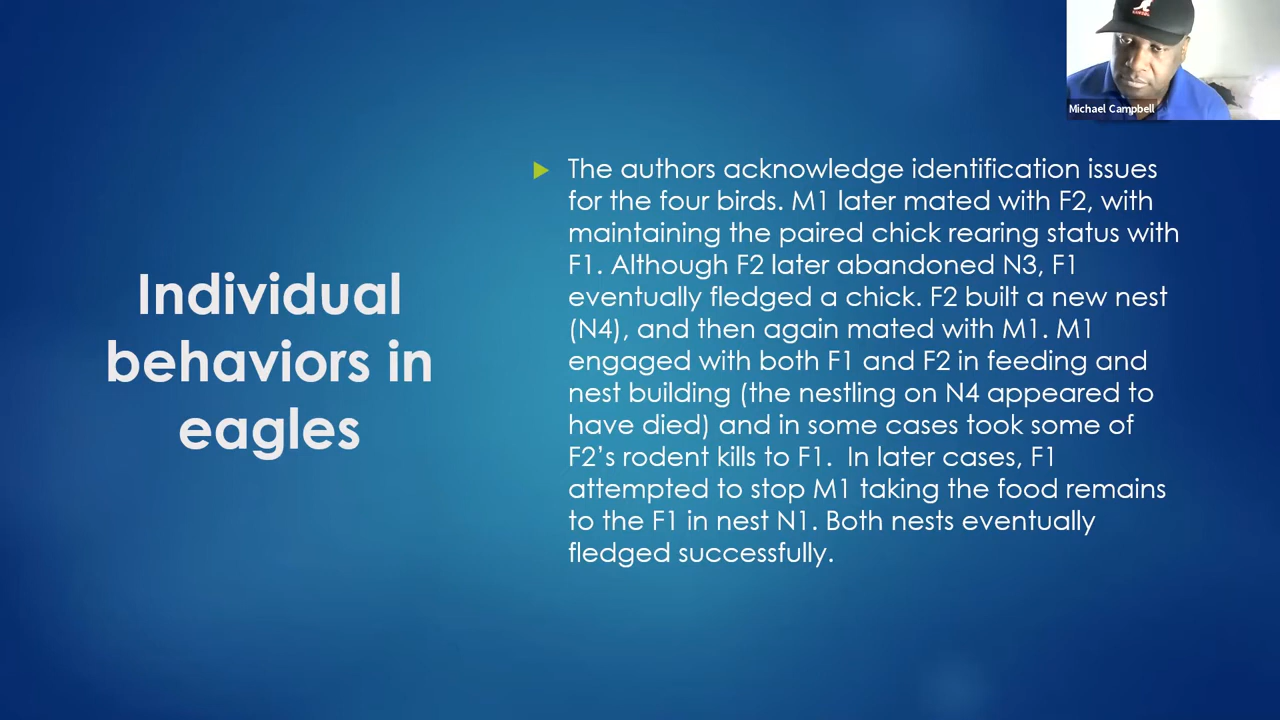 Michael Campbell
Individual
behaviors in
eagles
The authors acknowledge identification issues
for the four birds. M1 later mated with F2, with
maintaining the paired chick rearing status with
F1. Although F2 later abandoned N3, F1
eventually fledged a chick. F2 built a new nest
(N4), and then again mated with M1. M1
engaged with both F1 and F2 in feeding and
nest building (the nestling on N4 appeared to
have died) and in some cases took some of
F2’s rodent kills to F1.  In later cases, F1
attempted to stop M1 taking the food remains
to the F1 in nest N1. Both nests eventually
fledged successfully.